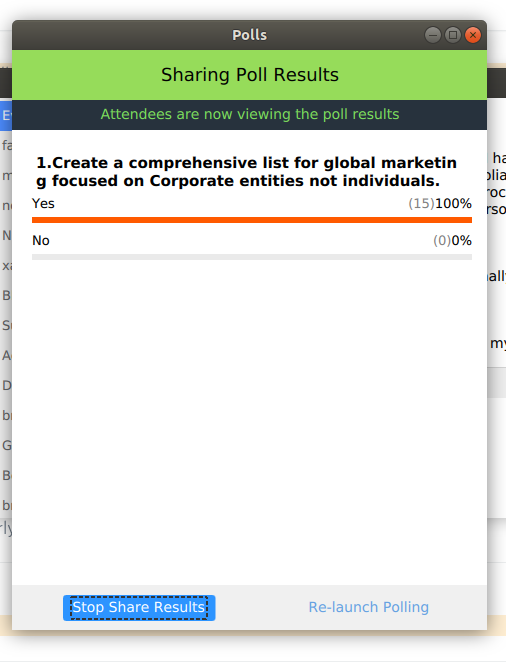 Polls
Sharing Poll Results
Attendees are now viewing the poll results
1.Create a comprehensive list for global marketin
g focused on Corporate entities not individuals.
Yes (15)100%
No (0)0%
Stop Share Results Re-launch Polling